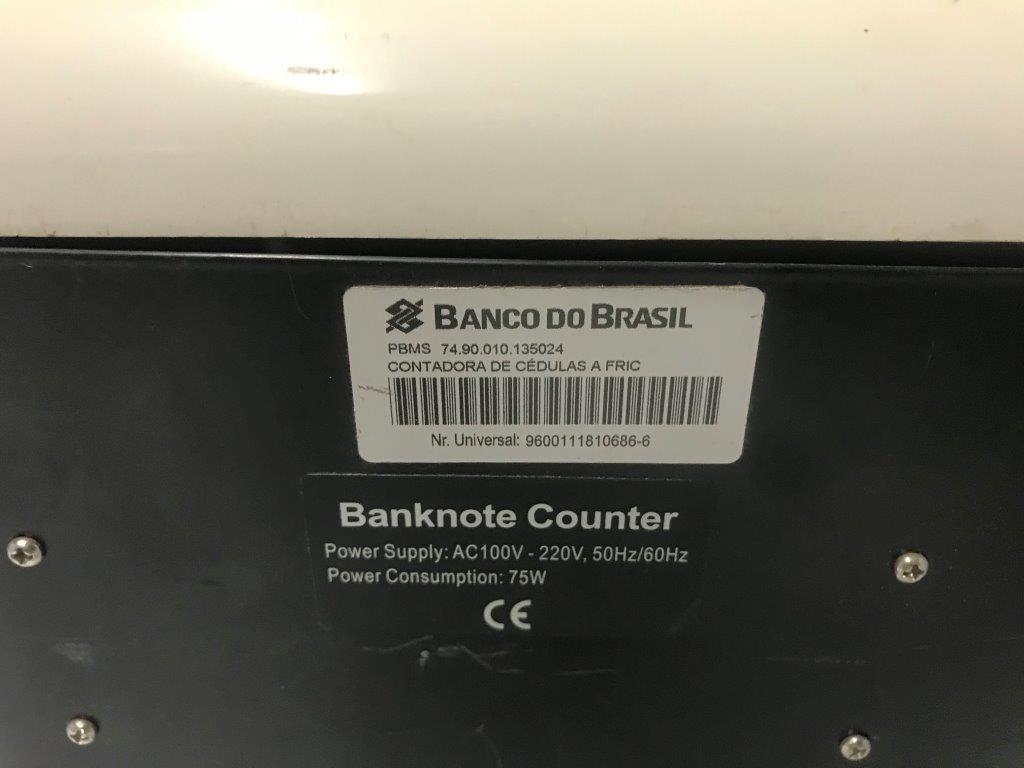 BANCO DO BRASIL
PBMS 74.90.010.135024
CONTADORA DE CÉDULAS A FRIC
Nr. Universal: 9600111810686-6
Banknote Counter
Power Supply: AC100V - 220V, 50Hz/60Hz
Power Consumption: 75W
CE